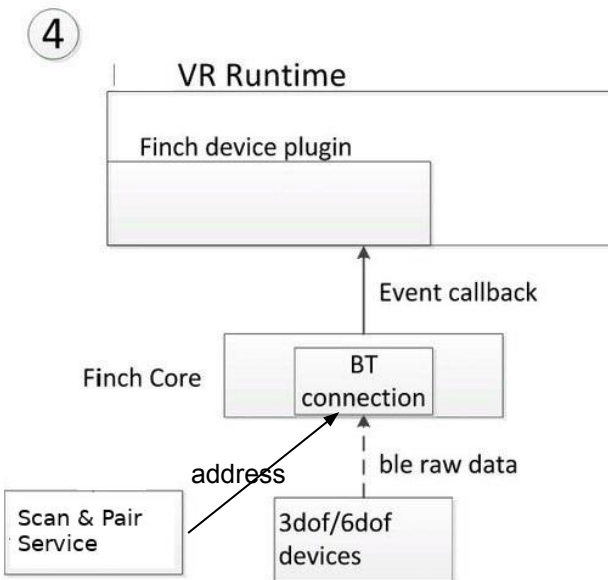 4
VR Runtime
Finch device plugin
Event callback
Finch Core
BT
connection
address
ble raw data
Scan & Pair
Service
3dof/6dof
devices